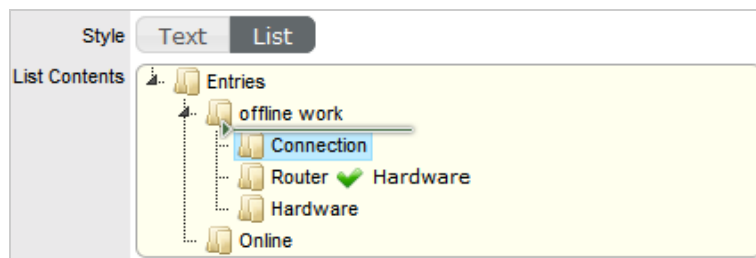 Style Text List
List Contents Entries
offline work
Connection
Router Hardware
Hardware
Online